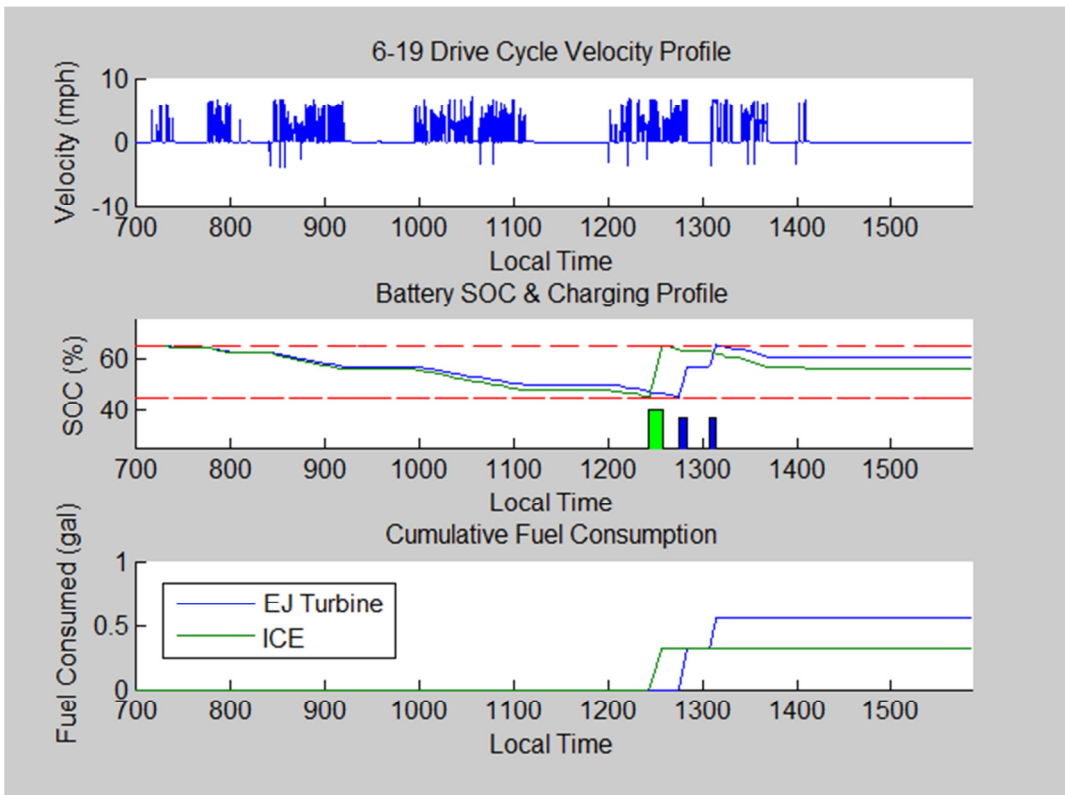 6-19 Drive Cycle Velocity Profile
Velocity (mph)
10
0
-10
700 800 900 1000 1100 1200 1300 1400 1500
Local Time
Battery SOC & Charging Profile
SOC (%)
60
40
700 800 900 1000 1100 1200 1300 1400 1500
Local Time
Cumulative Fuel Consumption
Fuel Consumed (gal)
1
0.5
0
EJ Turbine
ICE
700 800 900 1000 1100 1200 1300 1400 1500
Local Time